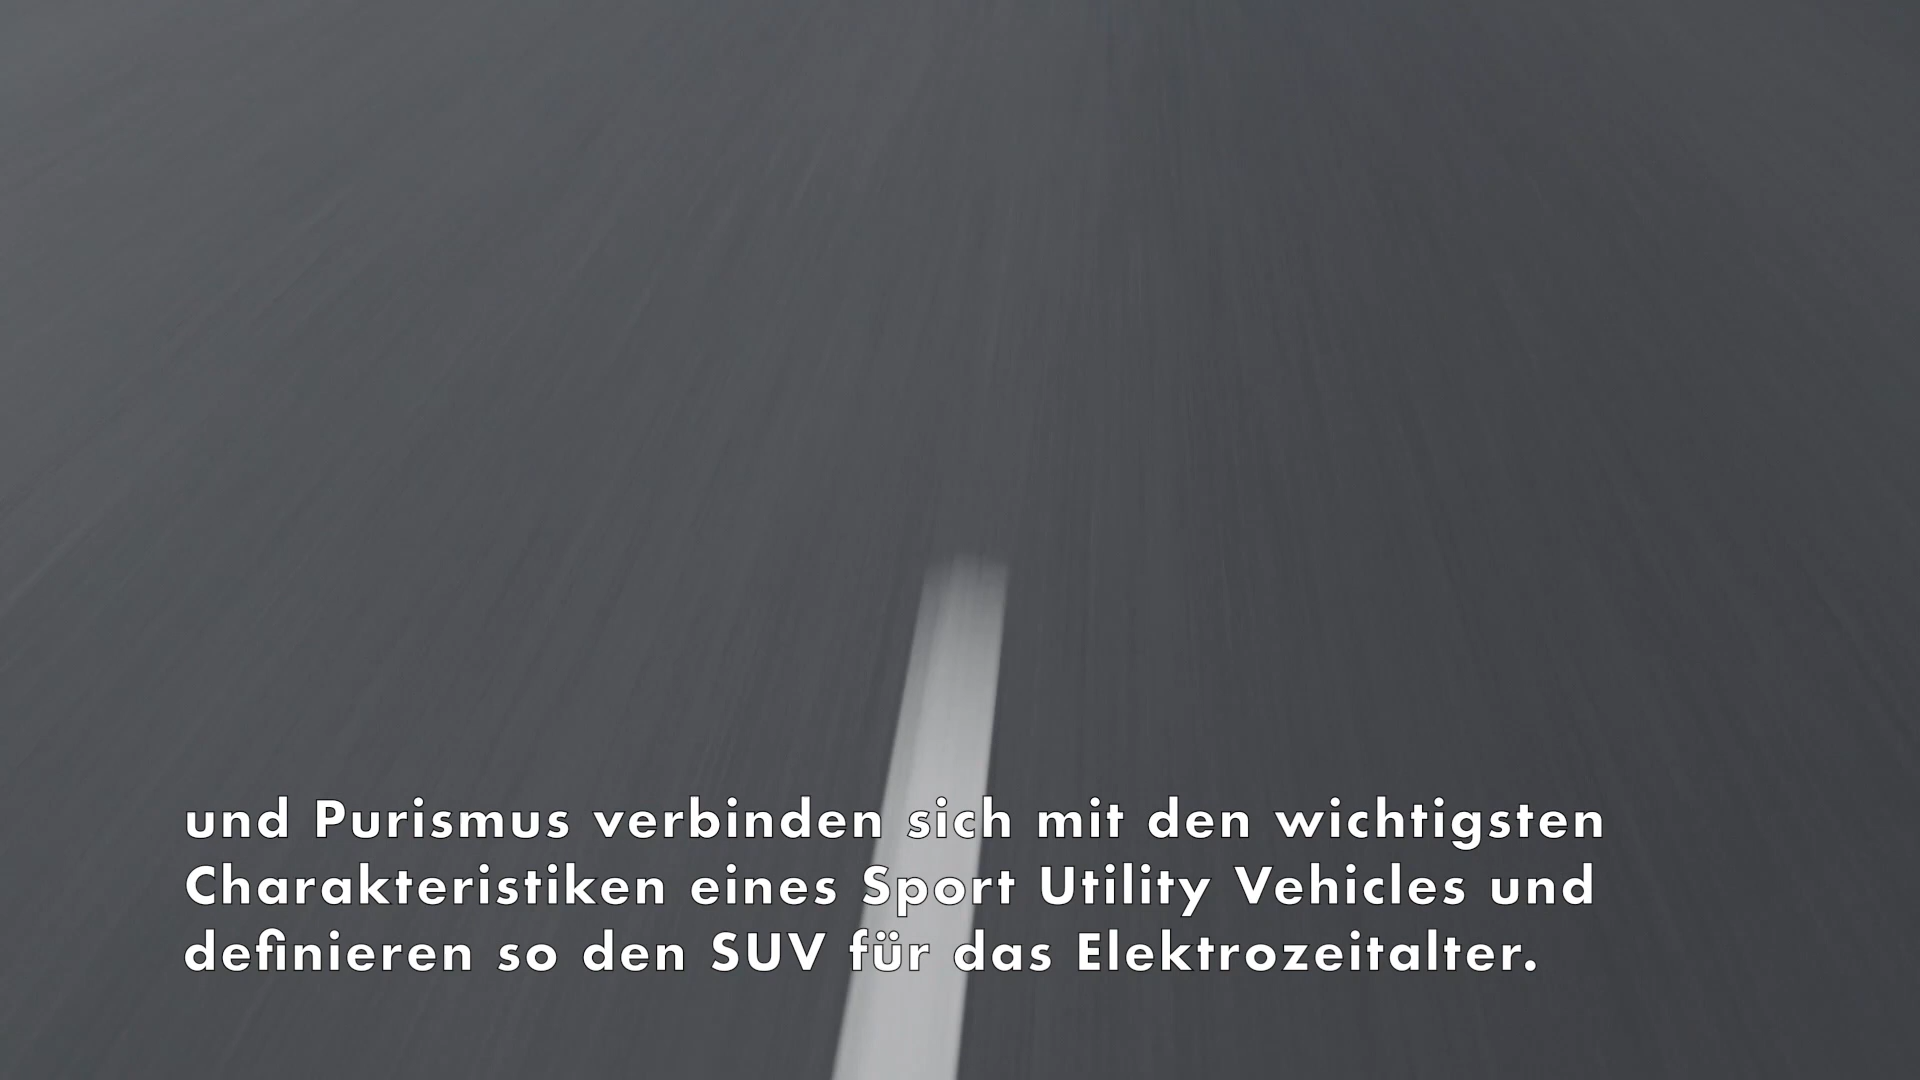 und Purismus verbinden sich mit den wichtigsten
Charakteristiken eines Sport Utility Vehicles und
definieren so den SUV für das Elektrozeitalter.